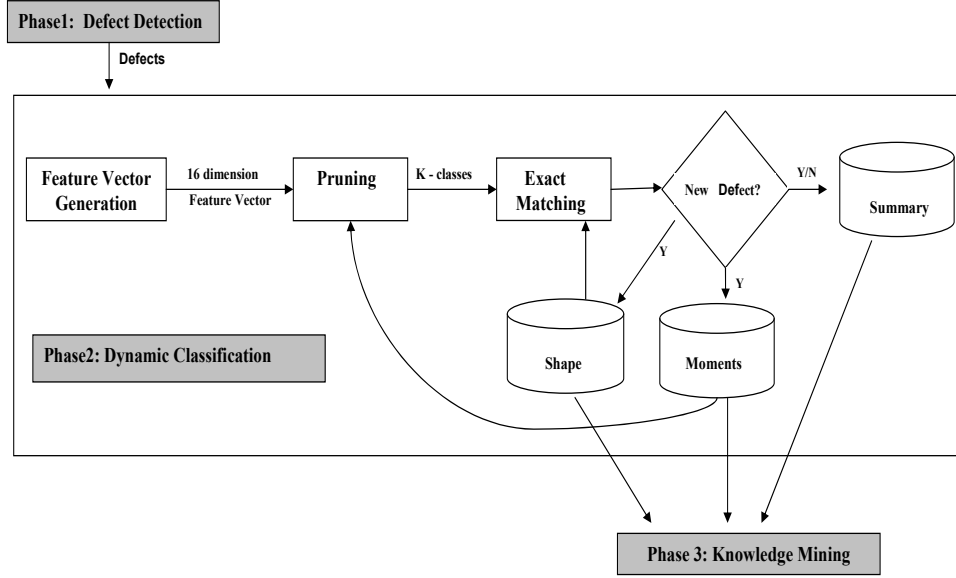 Phase1: Defect Detection
Defects
Feature Vector
Generation
16 dimension
Feature Vector
Pruning
K - classes
Exact
Matching
New Defect?
Y/N
Summary
Y
Y
Shape
Moments
Phase2: Dynamic Classification
Phase 3: Knowledge Mining